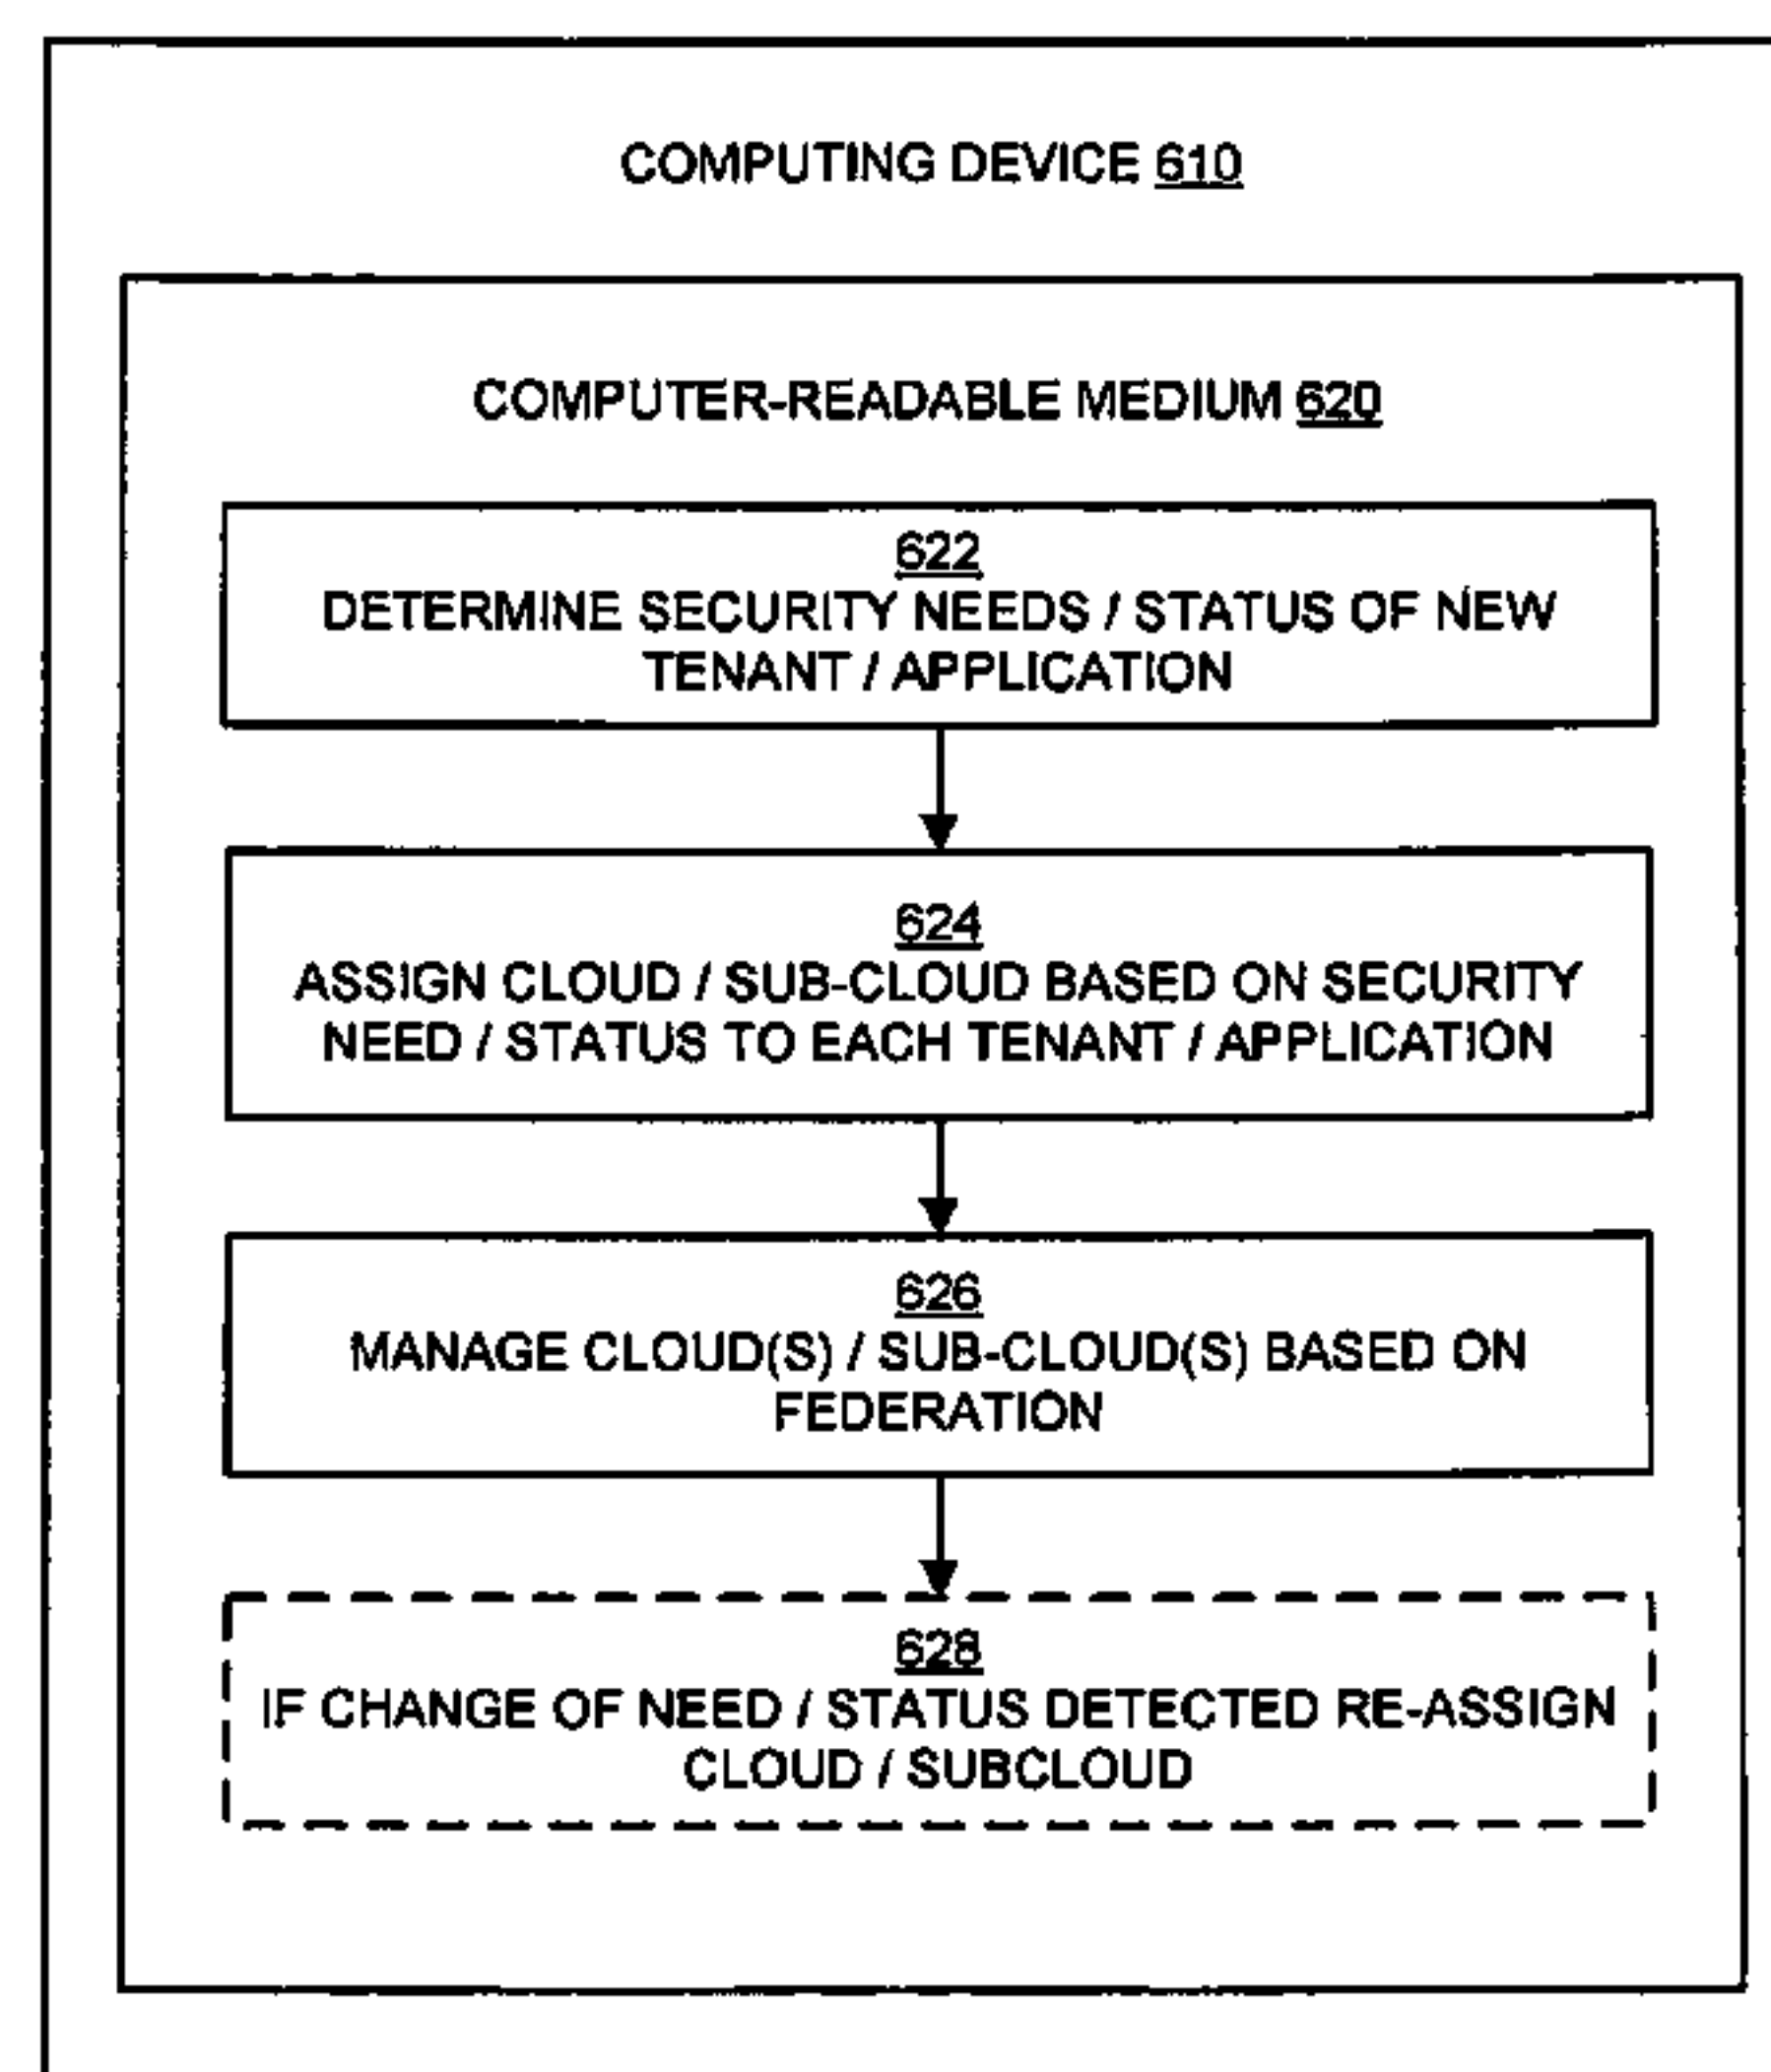 COMPUTING DEVICE 610
COMPUTER-READABLE MEDIUM 620
622
DETERMINE SECURITY NEEDS / STATUS OF NEW
TENANT / APPLICATION
624
ASSIGN CLOUD / SUB-CLOUD BASED ON SECURITY
NEED / STATUS TO EACH TENANT / APPLICATION
626
MANAGE CLOUD(S) / SUB-CLOUD(S) BASED ON
FEDERATION
628
IF CHANGE OF NEED / STATUS DETECTED RE-ASSIGN
CLOUD / SUBCLOUD